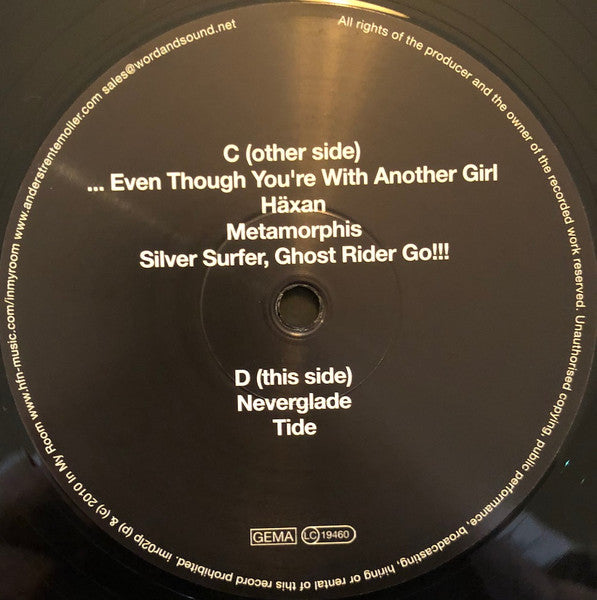 C (other side)
... Even Though You're With Another Girl
Häxan
Metamorphis
Silver Surfer, Ghost Rider Go!!!
D (this side)
Neverglade
Tide
GEMA LC 19460
All rights of the producer and the owner of the recorded work reserved. Unauthorised copying, public performance, broadcasting, hiring or rental of this record prohibited. imr02lp (p) & (c) 2010 In My Room www.hfn-music.com/inmyroom www.anderstrentemoller.com sales@wordandsound.net